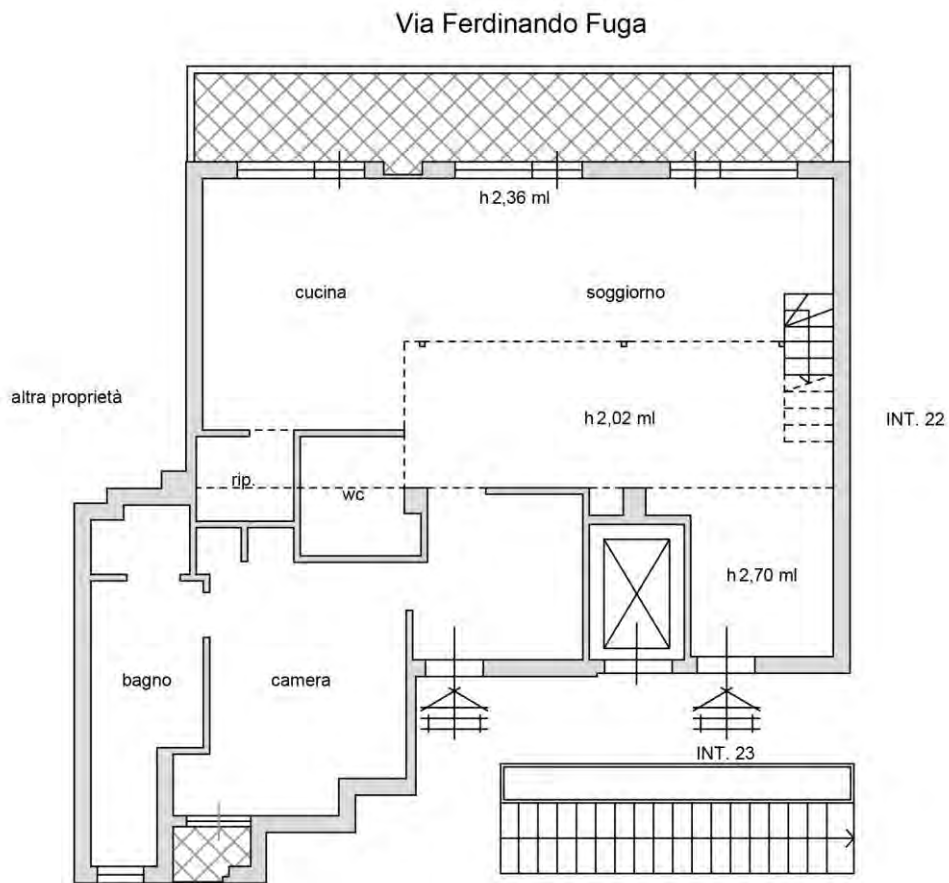 Via Ferdinando Fuga
h 2,36 ml
cucina
soggiorno
altra proprietà
h 2,02 ml
INT. 22
rip.
wc
h 2,70 ml
bagno
camera
INT. 23